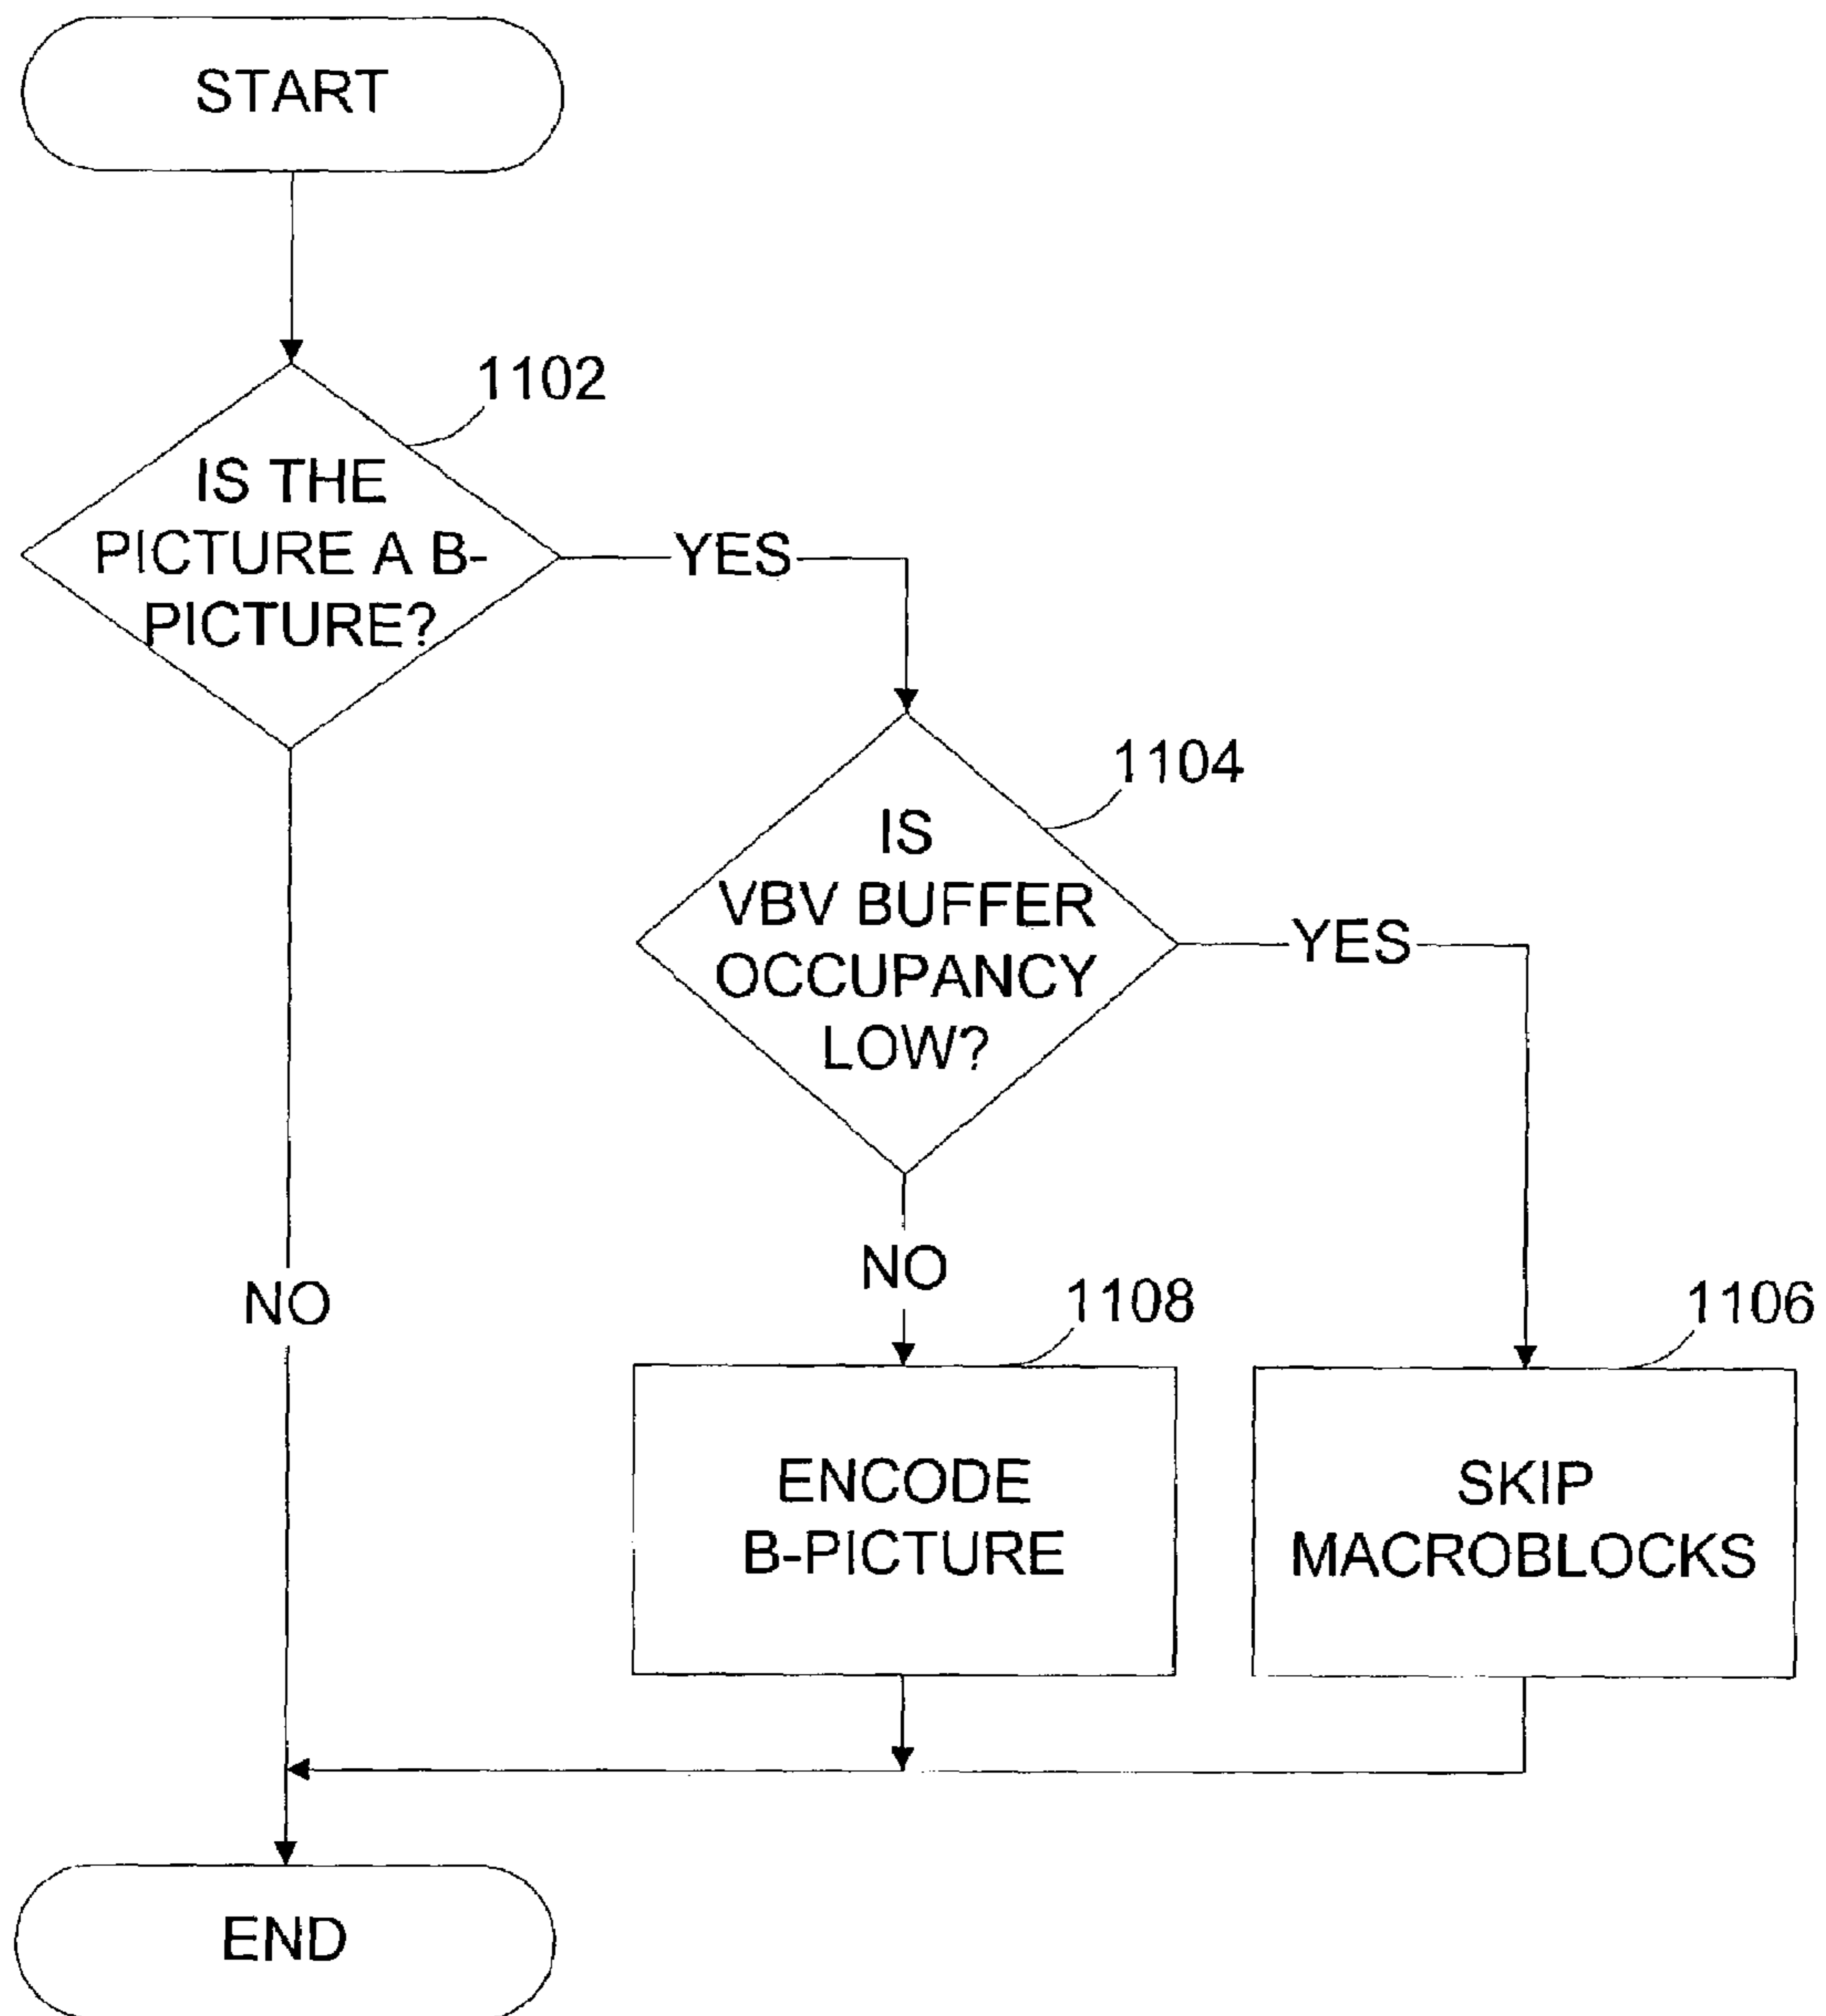 START
1102
IS THE
PICTURE A B-
PICTURE?
YES
1104
IS
VBV BUFFER
OCCUPANCY
LOW?
YES
NO
NO
1108
1106
ENCODE
B-PICTURE
SKIP
MACROBLOCKS
END